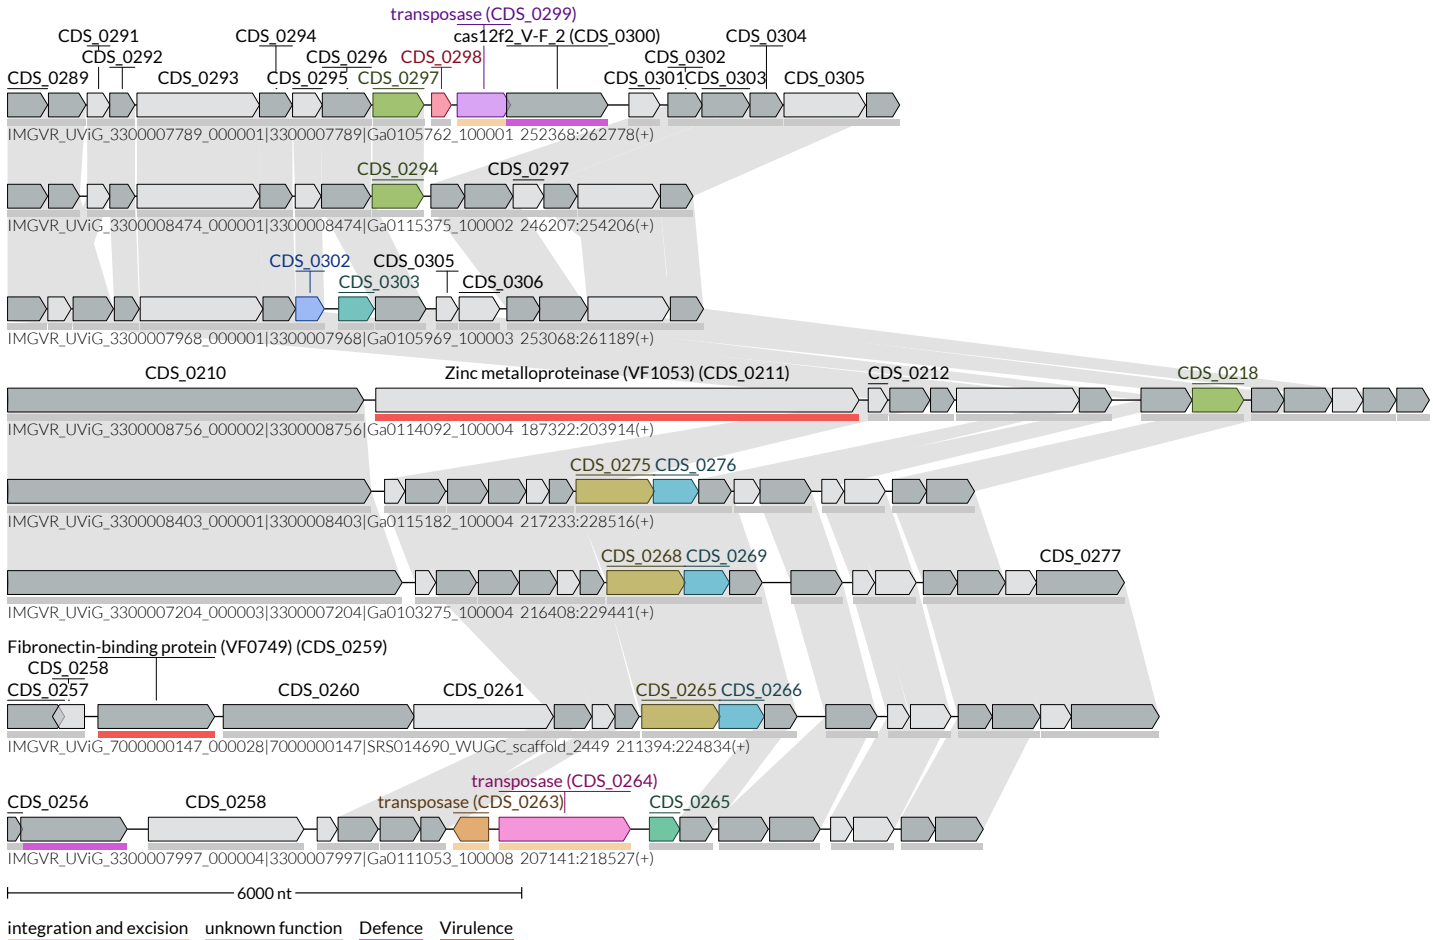 transposase (CDS_0299)
CDS_0291 CDS_0294 cas12f2_V-F_2 (CDS_0300) CDS_0304
CDS_0292 CDS_0296 CDS_0298 CDS_0302
CDS_0289 CDS_0293 CDS_0295 CDS_0297 CDS_0301 CDS_0303 CDS_0305
IMGVR_UViG_3300007789_000001|3300007789|Ga0105762_100001 252368:262778(+)
CDS_0294 CDS_0297
IMGVR_UViG_3300008474_000001|3300008474|Ga0115375_100002 246207:254206(+)
CDS_0302 CDS_0305
CDS_0303 CDS_0306
IMGVR_UViG_3300007968_000001|3300007968|Ga0105969_100003 253068:261189(+)
CDS_0210 Zinc metalloproteinase (VF1053) (CDS_0211) CDS_0212 CDS_0218
IMGVR_UViG_3300008756_000002|3300008756|Ga0114092_100004 187322:203914(+)
CDS_0275 CDS_0276
IMGVR_UViG_3300008403_000001|3300008403|Ga0115182_100004 217233:228516(+)
CDS_0268 CDS_0269 CDS_0277
IMGVR_UViG_3300007204_000003|3300007204|Ga0103275_100004 216408:229441(+)
Fibronectin-binding protein (VF0749) (CDS_0259)
CDS_0258
CDS_0257 CDS_0260 CDS_0261 CDS_0265 CDS_0266
IMGVR_UViG_7000000147_000028|7000000147|SRS014690_WUGC_scaffold_2449 211394:224834(+)
transposase (CDS_0264)
CDS_0256 CDS_0258 transposase (CDS_0263) CDS_0265
IMGVR_UViG_3300007997_000004|3300007997|Ga0111053_100008 207141:218527(+)
6000 nt
integration and excision unknown function Defence Virulence